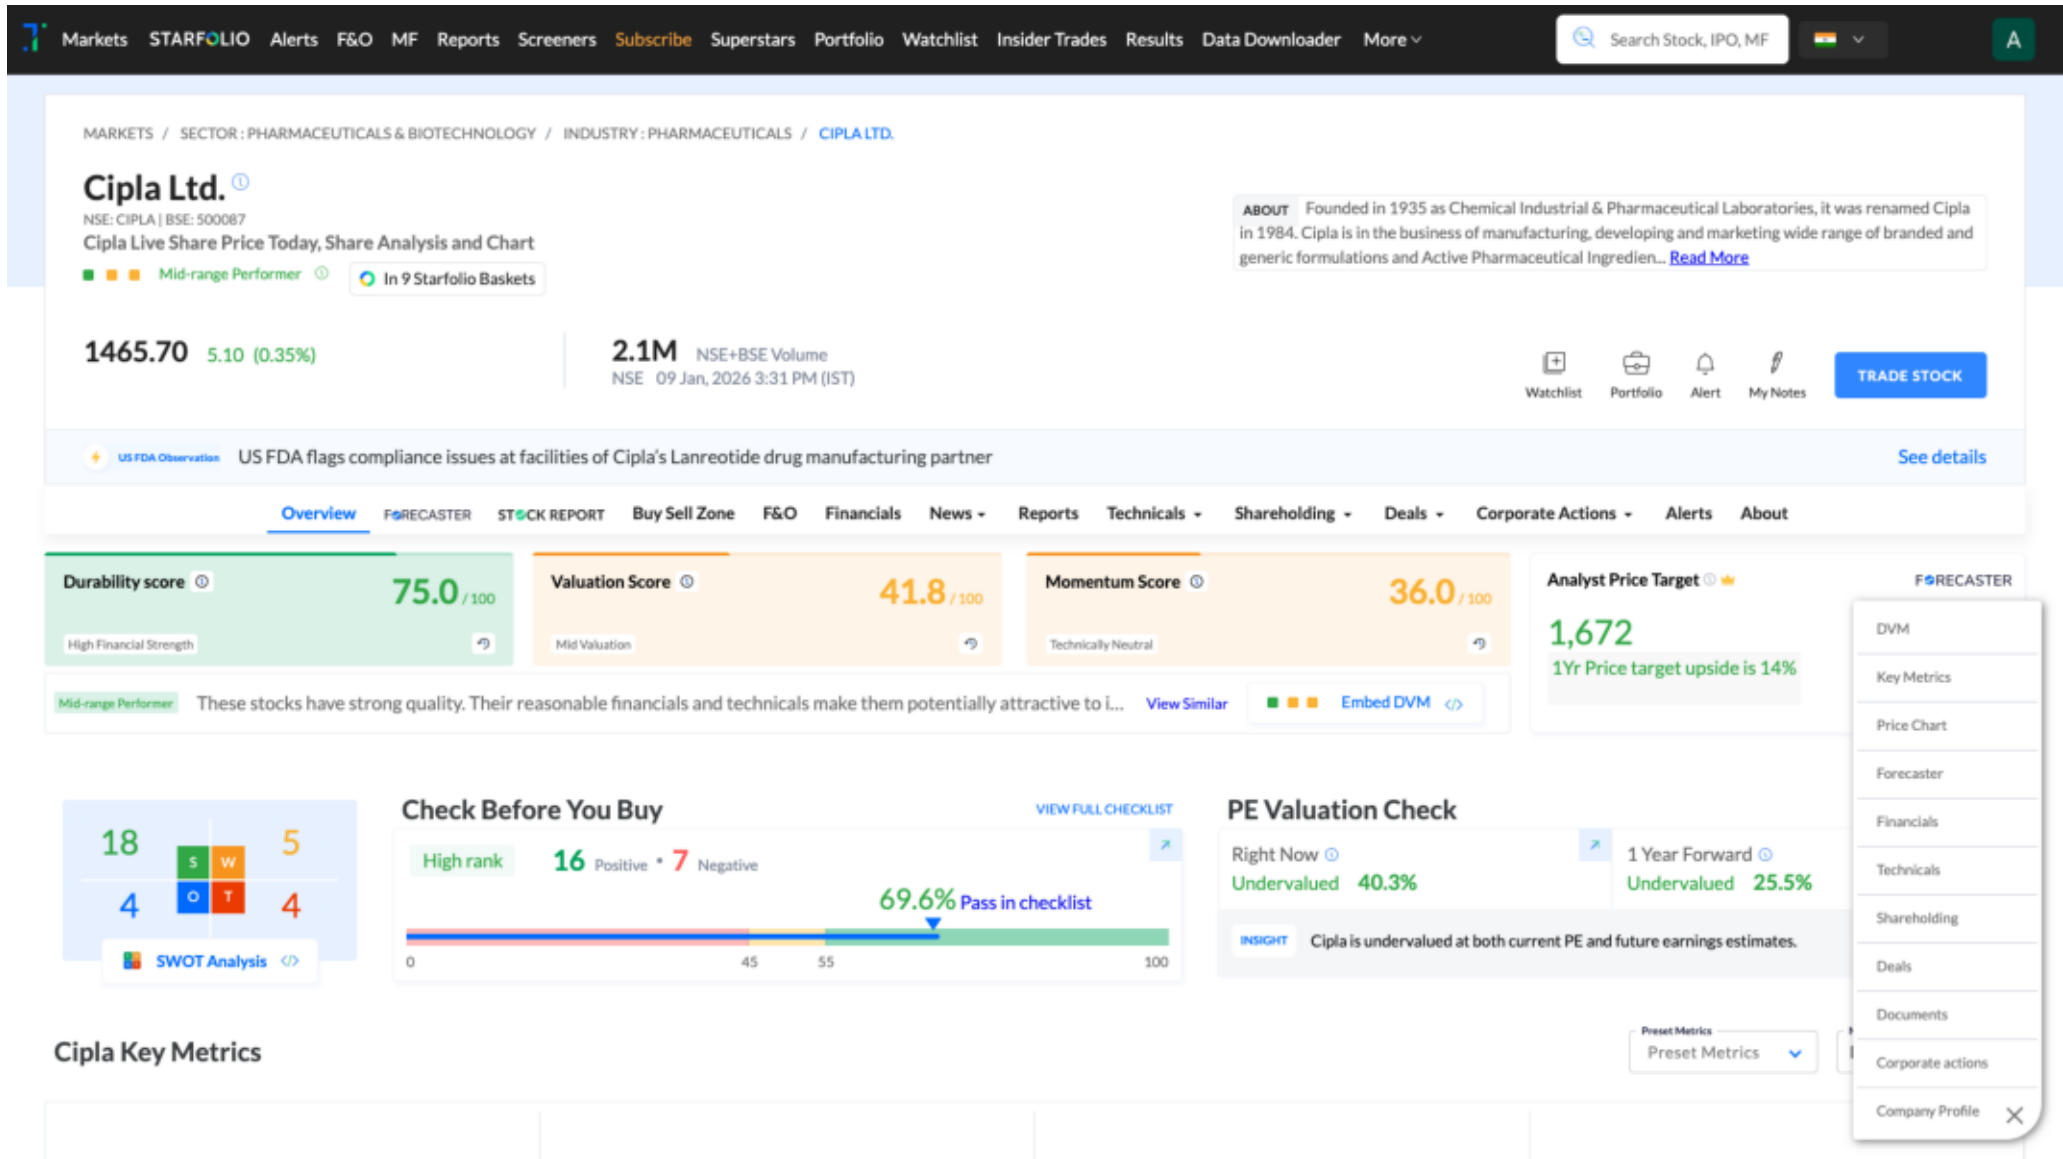 Markets STARFOLIO Alerts F&O MF Reports Screeners Subscribe Superstars Portfolio Watchlist Insider Trades Results Data Downloader More Search Stock, IPO, MF A
MARKETS / SECTOR : PHARMACEUTICALS & BIOTECHNOLOGY / INDUSTRY : PHARMACEUTICALS / CIPLA LTD.
Cipla Ltd.
NSE: CIPLA | BSE: 500087
Cipla Live Share Price Today, Share Analysis and Chart
Mid-range Performer In 9 Starfolio Baskets
ABOUT Founded in 1935 as Chemical Industrial & Pharmaceutical Laboratories, it was renamed Cipla
in 1984. Cipla is in the business of manufacturing, developing and marketing wide range of branded and
generic formulations and Active Pharmaceutical Ingredien... Read More
1465.70 5.10 (0.35%)
2.1M NSE+BSE Volume
NSE 09 Jan, 2026 3:31 PM (IST)
Watchlist Portfolio Alert My Notes TRADE STOCK
US FDA Observation US FDA flags compliance issues at facilities of Cipla's Lanreotide drug manufacturing partner See details
Overview FORECASTER STOCK REPORT Buy Sell Zone F&O Financials News Reports Technicals Shareholding Deals Corporate Actions Alerts About
Durability score 75.0 / 100
High Financial Strength
Valuation Score 41.8 / 100
Mid Valuation
Momentum Score 36.0 / 100
Technically Neutral
Analyst Price Target FORECASTER
1,672
1Yr Price target upside is 14%
Mid-range Performer These stocks have strong quality. Their reasonable financials and technicals make them potentially attractive to i... View Similar Embed DVM </>
18 5
S W
O T
4 4
SWOT Analysis </>
Check Before You Buy VIEW FULL CHECKLIST
High rank 16 Positive • 7 Negative
69.6% Pass in checklist
0 45 55 100
PE Valuation Check
Right Now
Undervalued 40.3%
1 Year Forward
Undervalued 25.5%
INSIGHT Cipla is undervalued at both current PE and future earnings estimates.
Cipla Key Metrics
Preset Metrics
Preset Metrics
DVM
Key Metrics
Price Chart
Forecaster
Financials
Technicals
Shareholding
Deals
Documents
Corporate actions
Company Profile